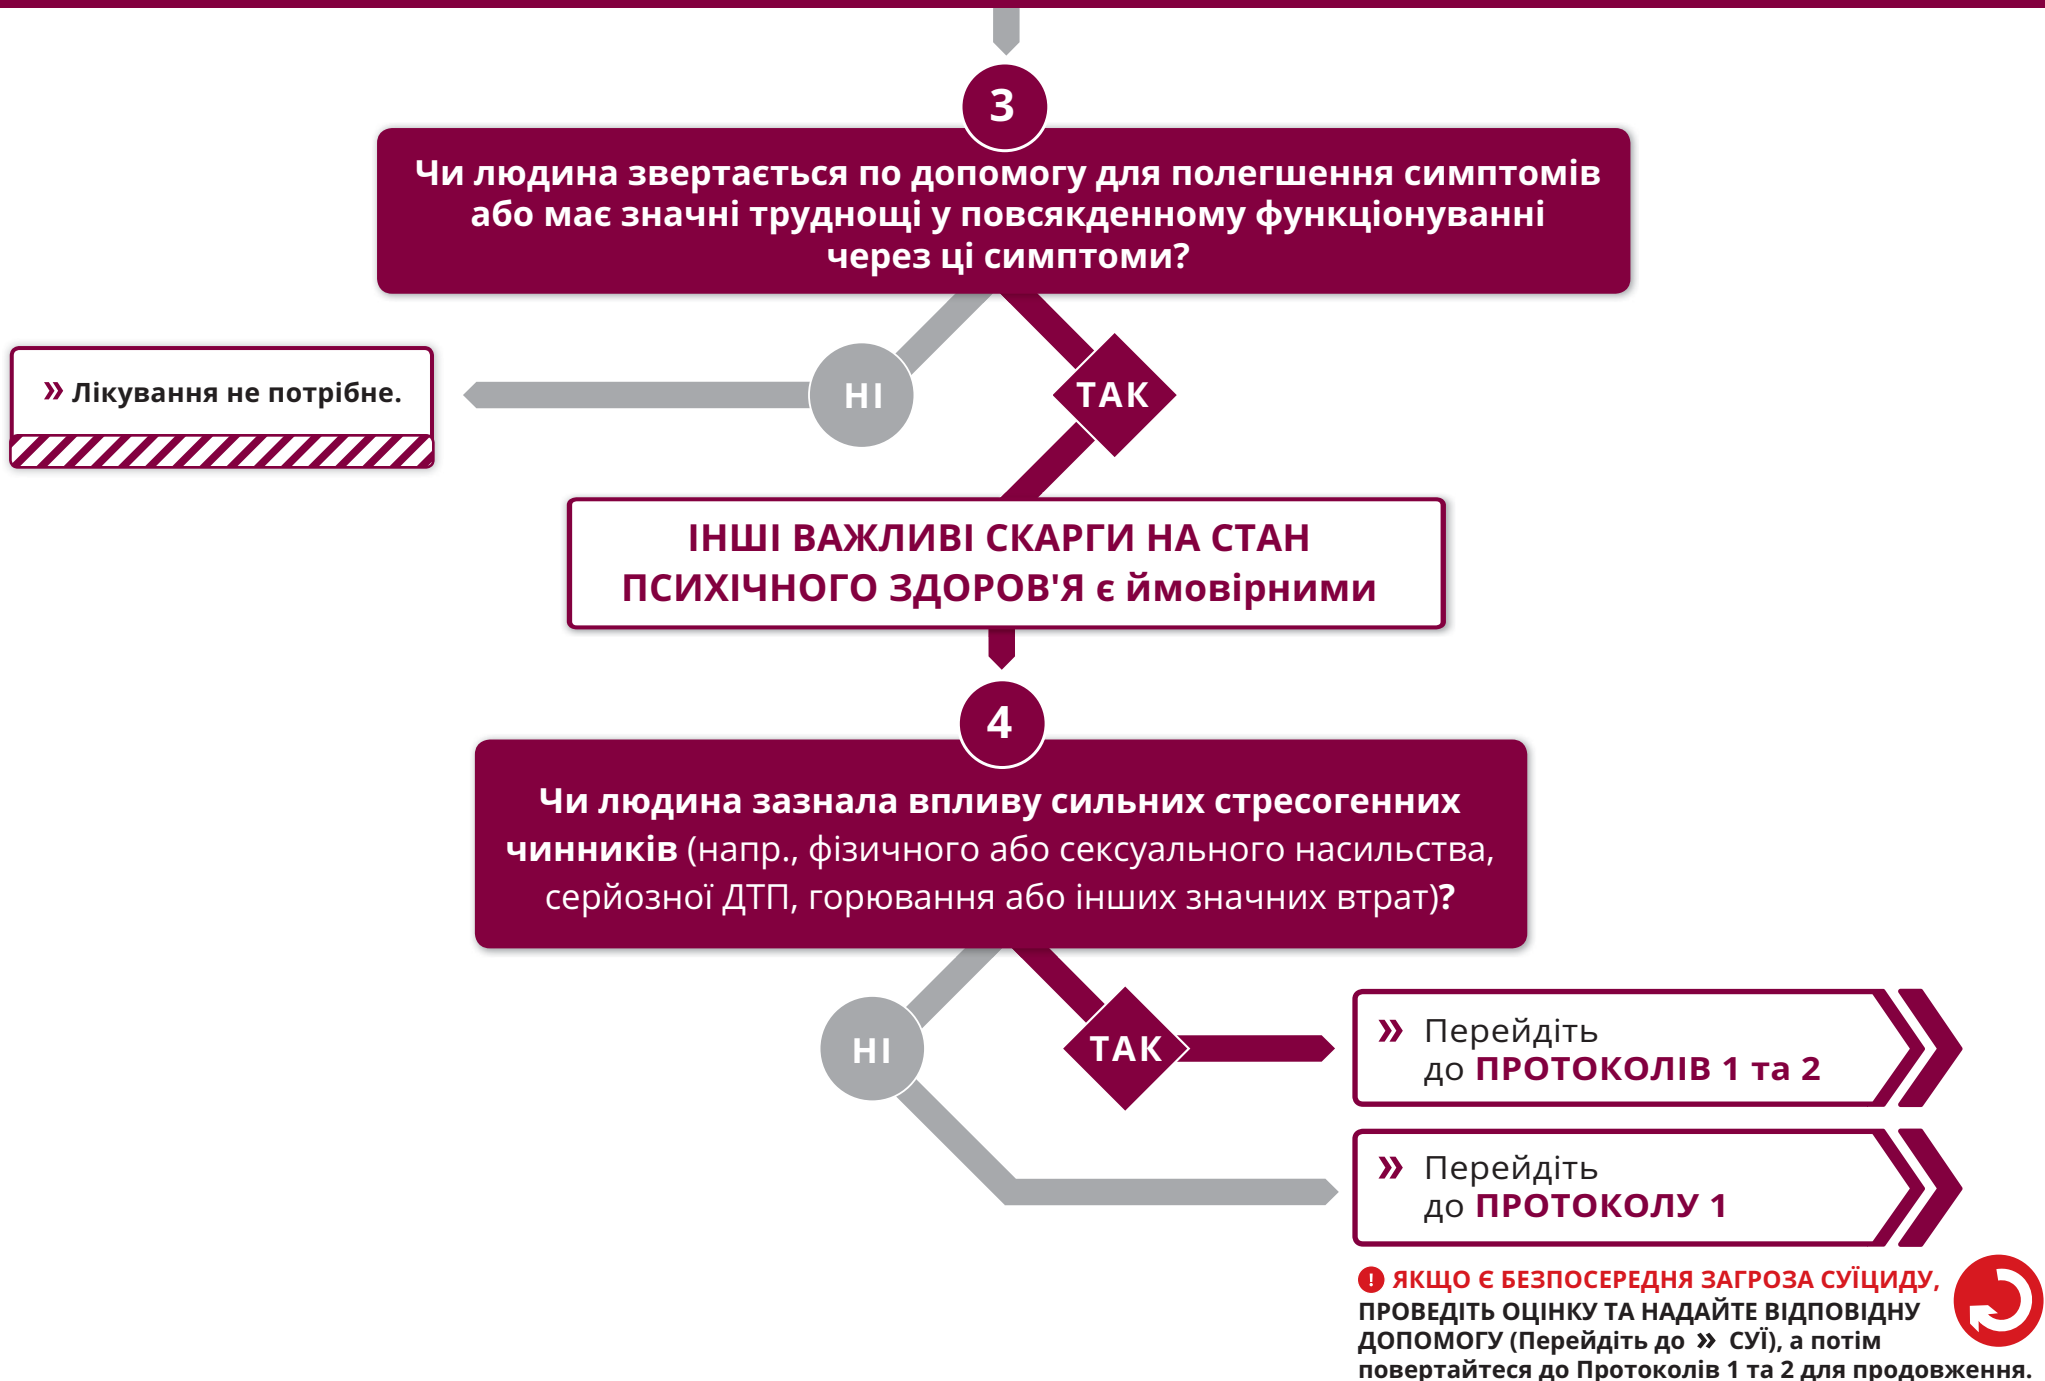 3
Чи людина звертається по допомогу для полегшення симптомів
або має значні труднощі у повсякденному функціонуванні
через ці симптоми?
НІ
ТАК
» Лікування не потрібне.
ІНШІ ВАЖЛИВІ СКАРГИ НА СТАН
ПСИХІЧНОГО ЗДОРОВ'Я є ймовірними
4
Чи людина зазнала впливу сильних стресогенних
чинників (напр., фізичного або сексуального насильства,
серйозної ДТП, горювання або інших значних втрат)?
НІ
ТАК
» Перейдіть
до ПРОТОКОЛІВ 1 та 2
» Перейдіть
до ПРОТОКОЛУ 1
! ЯКЩО Є БЕЗПОСЕРЕДНЯ ЗАГРОЗА СУЇЦИДУ,
ПРОВЕДІТЬ ОЦІНКУ ТА НАДАЙТЕ ВІДПОВІДНУ
ДОПОМОГУ (Перейдіть до » СУЇ), а потім
повертайтеся до Протоколів 1 та 2 для продовження.